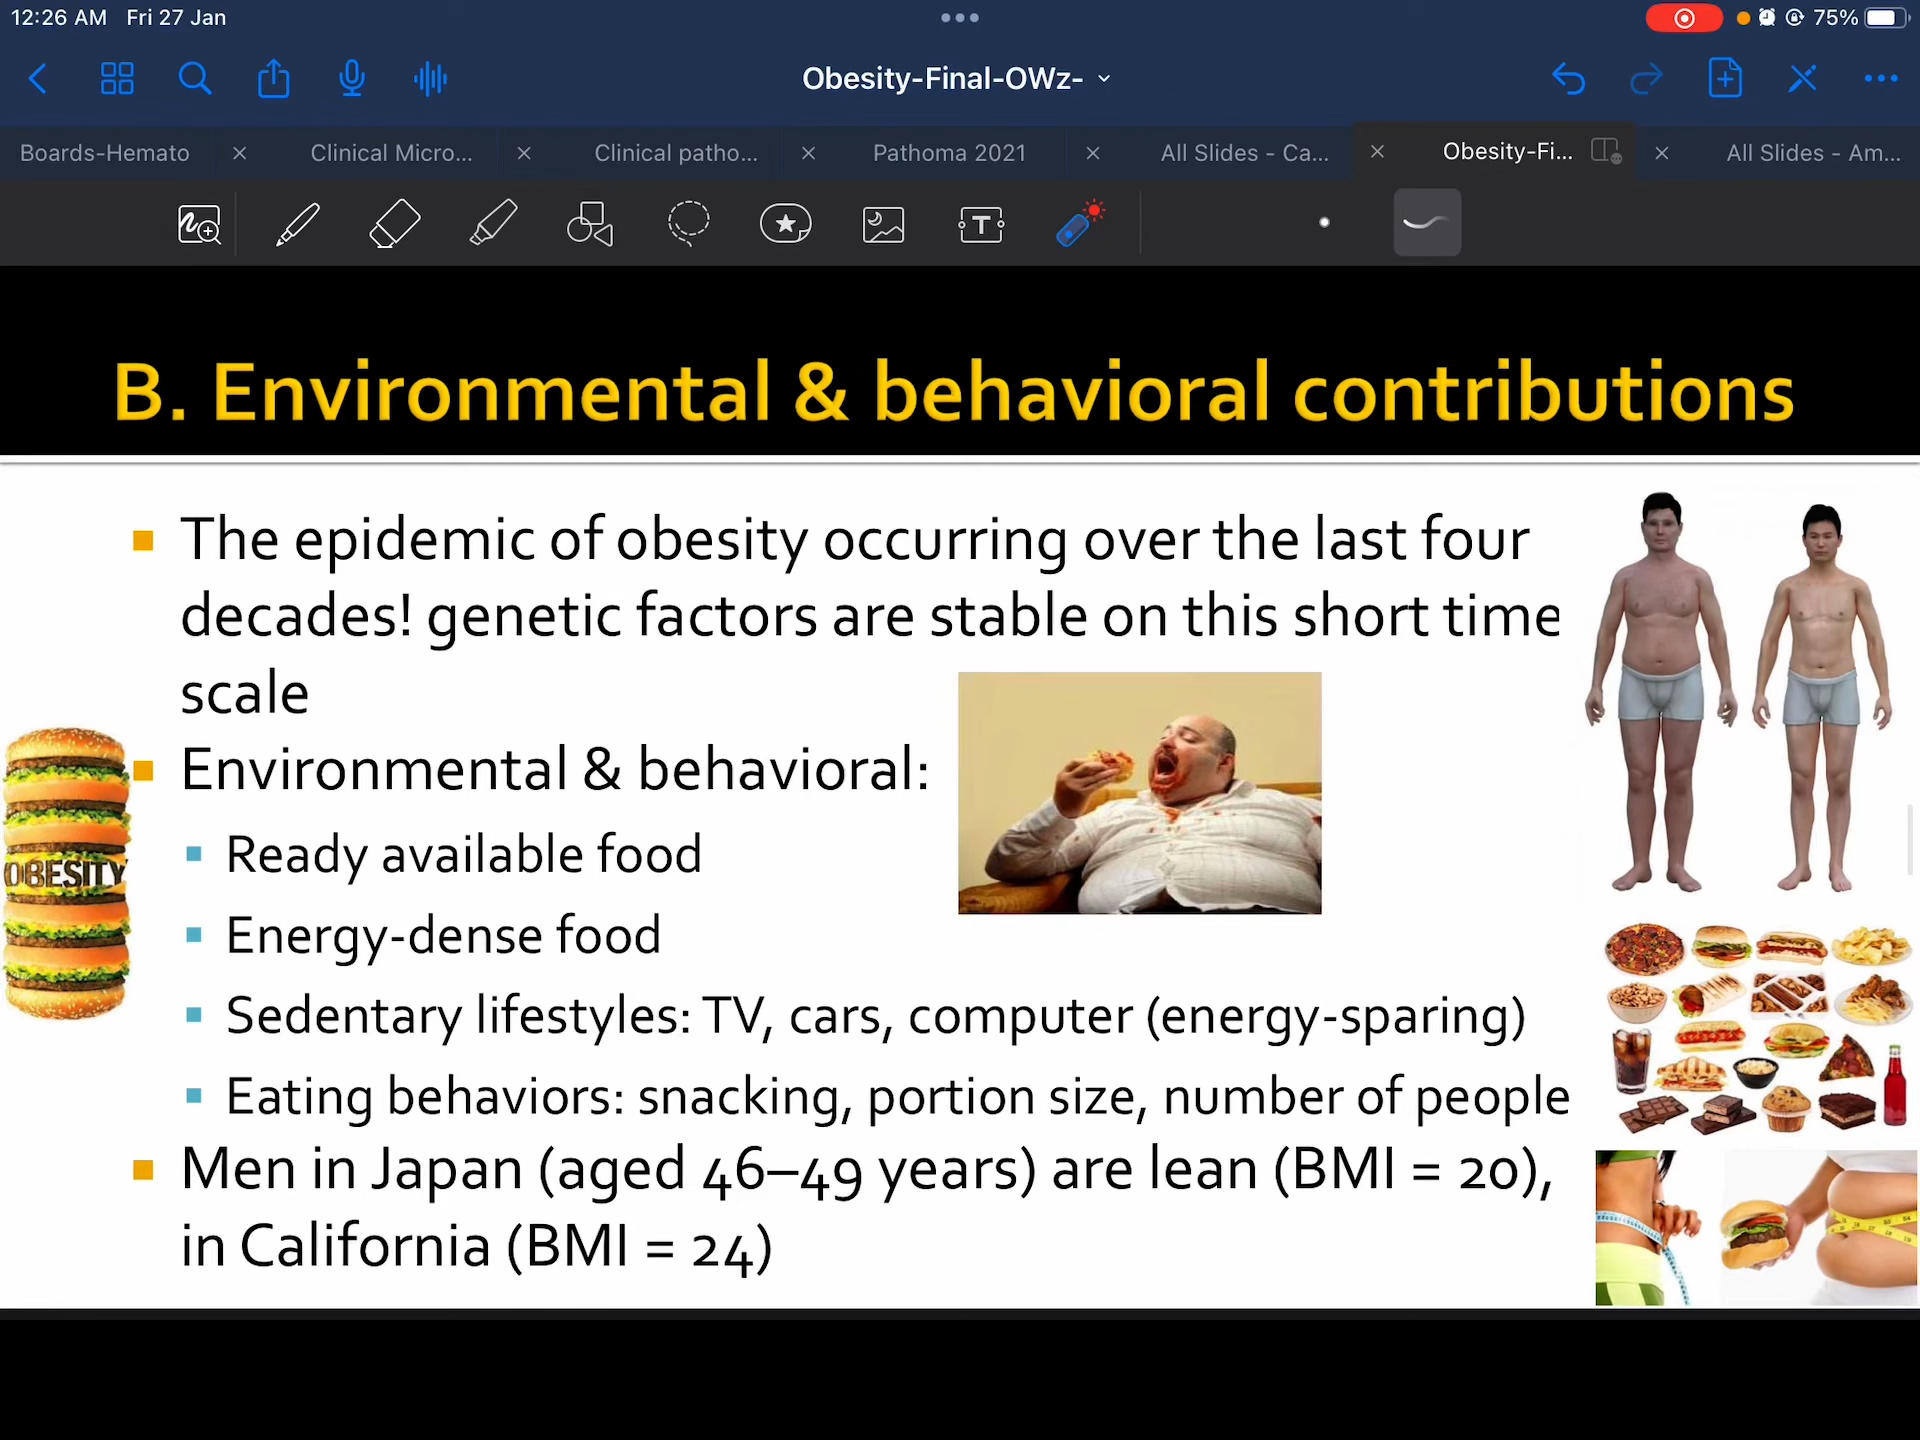 12:26 AM Fri 27 Jan
75%
Obesity-Final-OWz-
Boards-Hemato
Clinical Micro...
Clinical patho...
Pathoma 2021
All Slides - Ca...
Obesity-Fi...
All Slides - Am...
T
B. Environmental & behavioral contributions
The epidemic of obesity occurring over the last four
decades! genetic factors are stable on this short time
scale
Environmental & behavioral:
OBESITY
Ready available food
Energy-dense food
Sedentary lifestyles: TV, cars, computer (energy-sparing)
Eating behaviors: snacking, portion size, number of people
Men in Japan (aged 46–49 years) are lean (BMI = 20),
in California (BMI = 24)